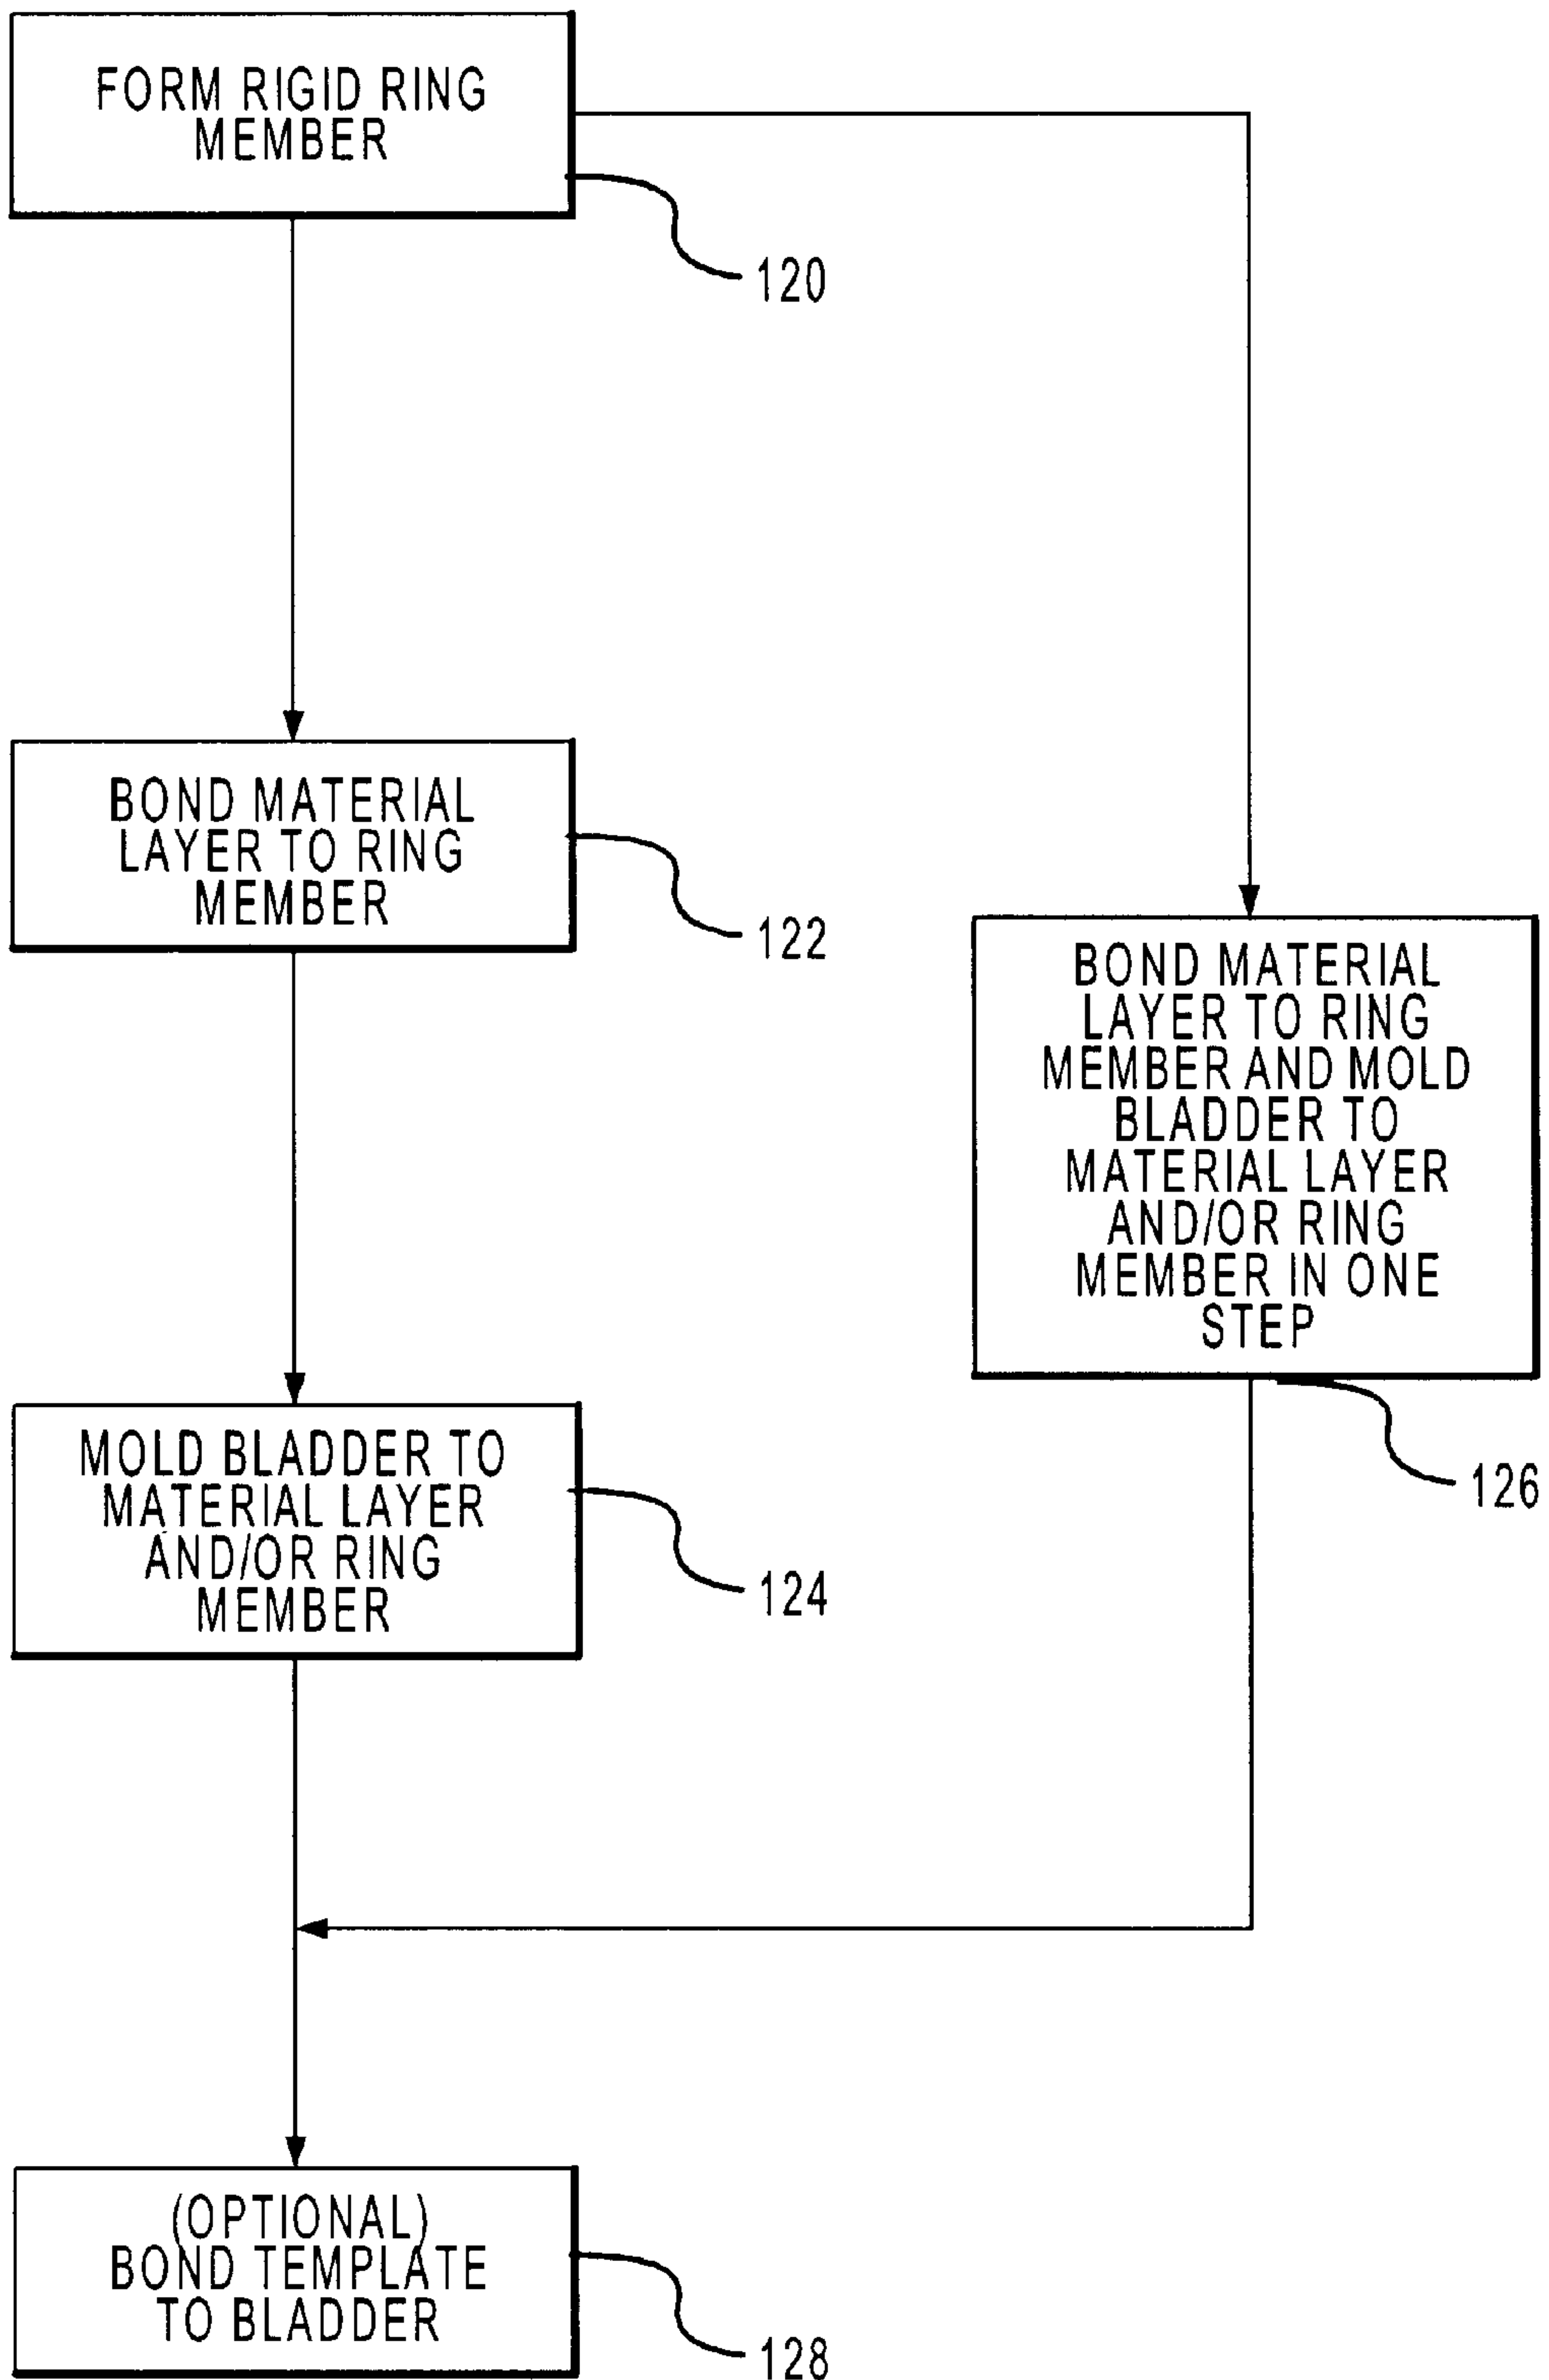 FORM RIGID RING
MEMBER
120
BOND MATERIAL
LAYER TO RING
MEMBER
122
BOND MATERIAL
LAYER TO RING
MEMBER AND MOLD
BLADDER TO
MATERIAL LAYER
AND/OR RING
MEMBER IN ONE
STEP
126
MOLD BLADDER TO
MATERIAL LAYER
AND/OR RING
MEMBER
124
(OPTIONAL)
BOND TEMPLATE
TO BLADDER
128